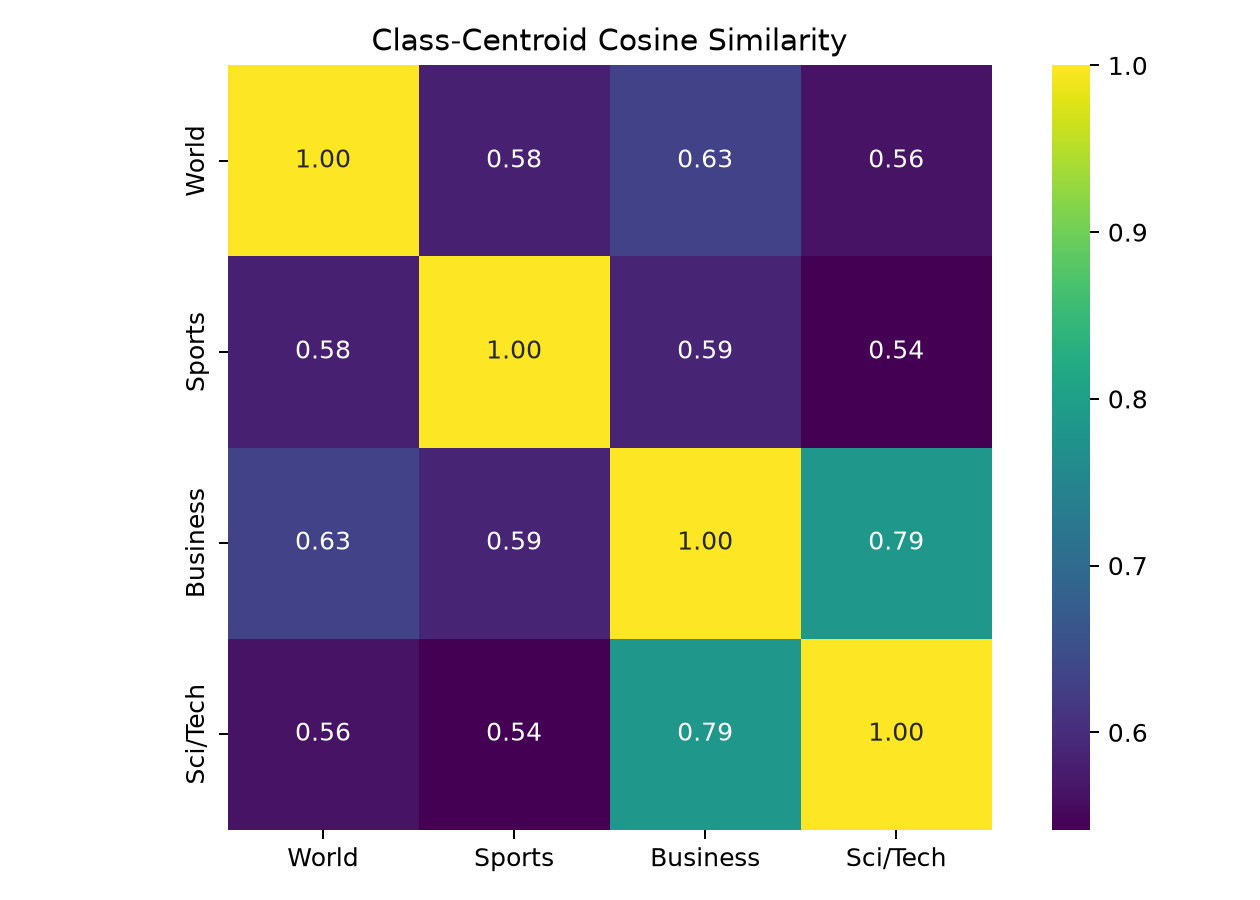 Class-Centroid Cosine Similarity
World 1.00 0.58 0.63 0.56
Sports 0.58 1.00 0.59 0.54
Business 0.63 0.59 1.00 0.79
Sci/Tech 0.56 0.54 0.79 1.00
World Sports Business Sci/Tech
1.0
0.9
0.8
0.7
0.6